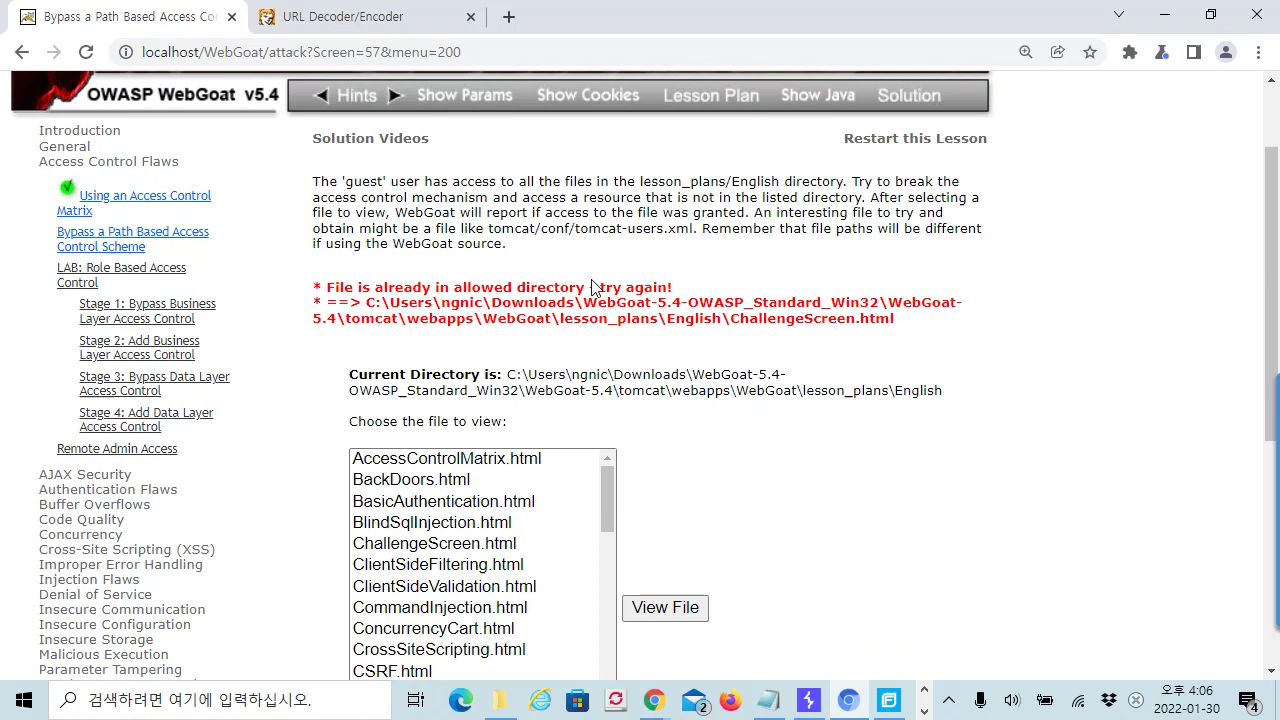 Bypass a Path Based Access Co
URL Decoder/Encoder
localhost/WebGoat/attack?Screen=57&menu=200
OWASP WebGoat v5.4
Hints
Show Params
Show Cookies
Lesson Plan
Show Java
Solution
Introduction
General
Access Control Flaws
Using an Access Control
Matrix
Bypass a Path Based Access
Control Scheme
LAB: Role Based Access
Control
Stage 1: Bypass Business
Layer Access Control
Stage 2: Add Business
Layer Access Control
Stage 3: Bypass Data Layer
Access Control
Stage 4: Add Data Layer
Access Control
Remote Admin Access
AJAX Security
Authentication Flaws
Buffer Overflows
Code Quality
Concurrency
Cross-Site Scripting (XSS)
Improper Error Handling
Injection Flaws
Denial of Service
Insecure Communication
Insecure Configuration
Insecure Storage
Malicious Execution
Parameter Tampering
Solution Videos
Restart this Lesson
The 'guest' user has access to all the files in the lesson_plans/English directory. Try to break the
access control mechanism and access a resource that is not in the listed directory. After selecting a
file to view, WebGoat will report if access to the file was granted. An interesting file to try and
obtain might be a file like tomcat/conf/tomcat-users.xml. Remember that file paths will be different
if using the WebGoat source.
* File is already in allowed directory try again!
* ==> C:\Users\ngnic\Downloads\WebGoat-5.4-OWASP_Standard_Win32\WebGoat-
5.4\tomcat\webapps\WebGoat\lesson_plans\English\ChallengeScreen.html
Current Directory is: C:\Users\ngnic\Downloads\WebGoat-5.4-
OWASP_Standard_Win32\WebGoat-5.4\tomcat\webapps\WebGoat\lesson_plans\English
Choose the file to view:
AccessControlMatrix.html
BackDoors.html
BasicAuthentication.html
BlindSqlInjection.html
ChallengeScreen.html
ClientSideFiltering.html
ClientSideValidation.html
CommandInjection.html
ConcurrencyCart.html
CrossSiteScripting.html
CSRF.html
View File
검색하려면 여기에 입력하십시오.
2
오후 4:06
2022-01-30
4